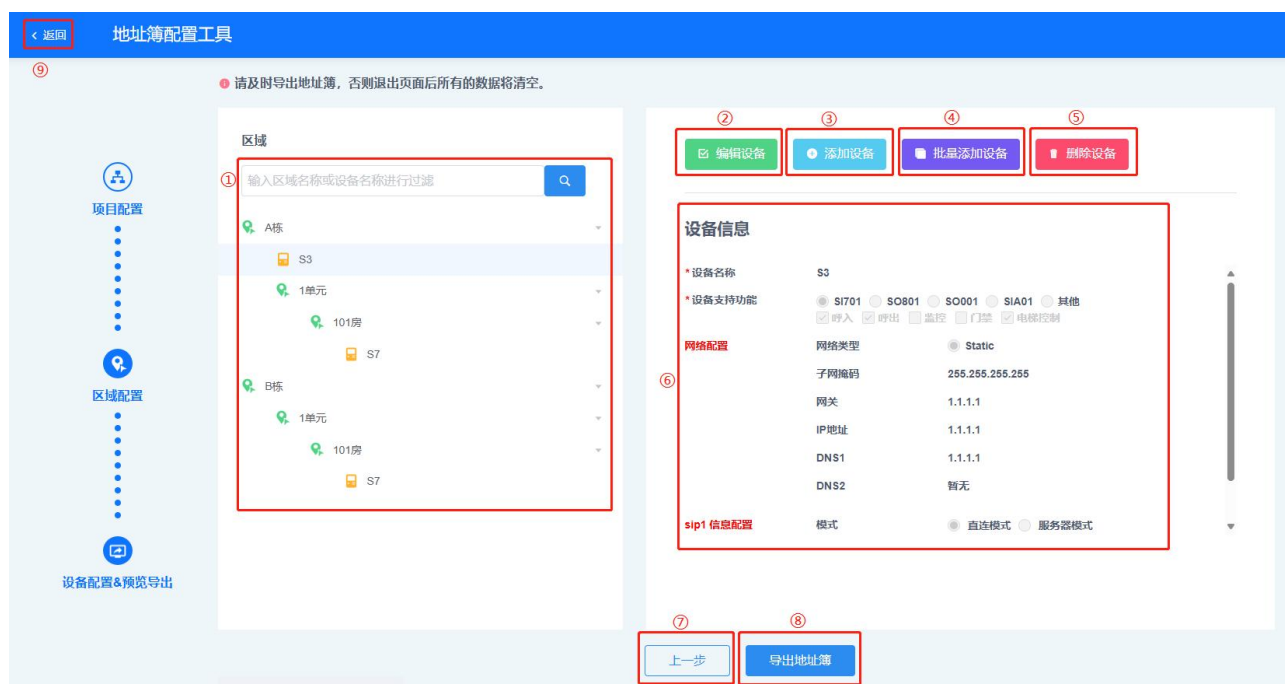 返回 地址簿配置工具
⑨
请及时导出地址簿，否则退出页面后所有的数据将清空。
项目配置
区域配置
设备配置&预览导出
区域
①
输入区域名称或设备名称进行过滤
A栋
S3
1单元
101房
S7
B栋
1单元
101房
S7
② ③ ④ ⑤
编辑设备 添加设备 批量添加设备 删除设备
设备信息
*设备名称 S3
*设备支持功能 SI701 SO801 SO001 SIA01 其他
呼入 呼出 监控 门禁 电梯控制
网络配置 网络类型 Static
子网掩码 255.255.255.255
⑥
网关 1.1.1.1
IP地址 1.1.1.1
DNS1 1.1.1.1
DNS2 暂无
sip1 信息配置 模式 直连模式 服务器模式
⑦ ⑧
上一步 导出地址簿